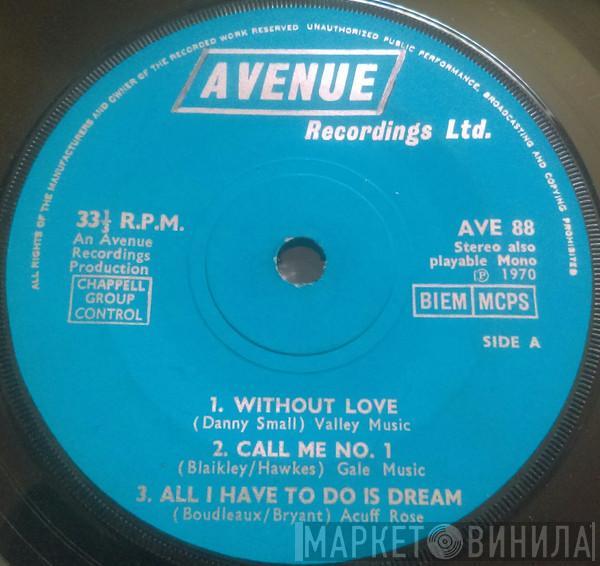 ALL RIGHTS OF THE MANUFACTURERS AND OWNER OF THE RECORDED WORK RESERVED UNAUTHORIZED PUBLIC PERFORMANCE, BROADCASTING AND COPYING PROHIBITED
AVENUE
Recordings Ltd.
33⅓ R.P.M.
An Avenue
Recordings
Production
CHAPPELL
GROUP
CONTROL
AVE 88
Stereo also
playable Mono
℗ 1970
BIEM MCPS
SIDE A
1. WITHOUT LOVE
(Danny Small) Valley Music
2. CALL ME NO. 1
(Blaikley/Hawkes) Gale Music
3. ALL I HAVE TO DO IS DREAM
(Boudleaux/Bryant) Acuff Rose
МАРКЕТ ВИНИЛА